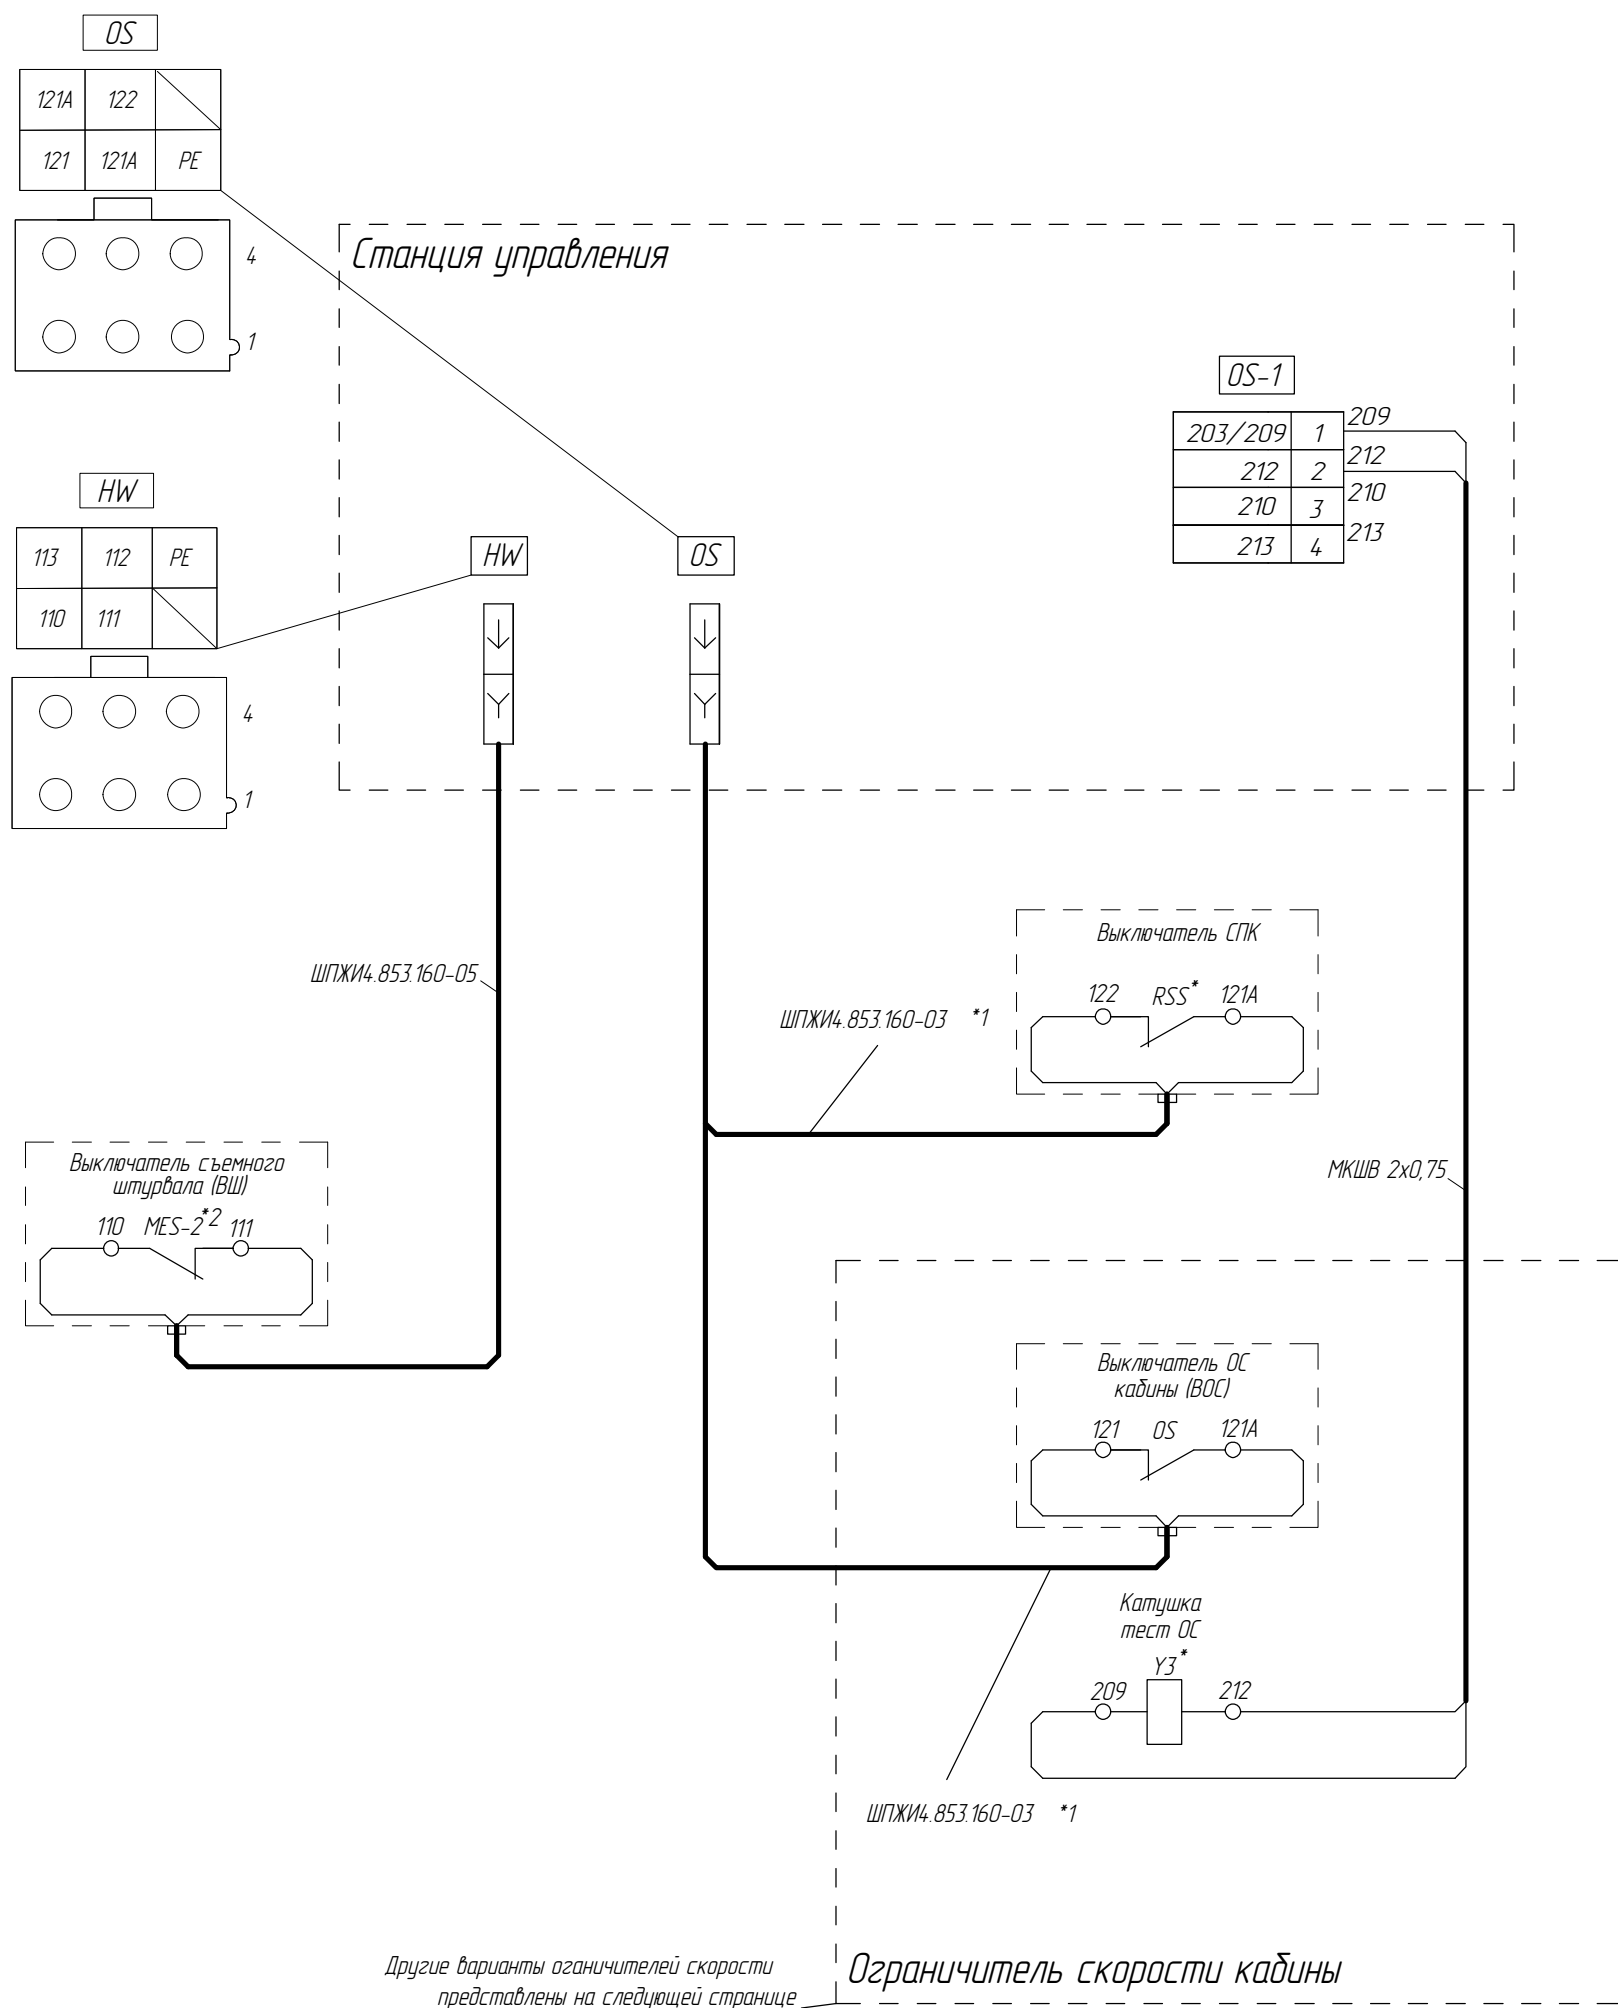 OS
121A 122
121 121A PE
4
1
Станция управления
OS-1
203/209 1 209
212 2 212
210 3 210
213 4 213
HW
113 112 PE
110 111
4
1
HW
OS
Выключатель СПК
122 RSS* 121A
ШПЖИ4.853.160-05
ШПЖИ4.853.160-03 *1
Выключатель съемного
штурвала (ВШ)
110 MES-2*2 111
МКШВ 2х0,75
Выключатель ОС
кабины (ВОС)
121 OS 121A
Катушка
тест ОС
Y3*
209 212
ШПЖИ4.853.160-03 *1
Другие варианты оганичителей скорости
представлены на следующей странице
Ограничитель скорости кабины